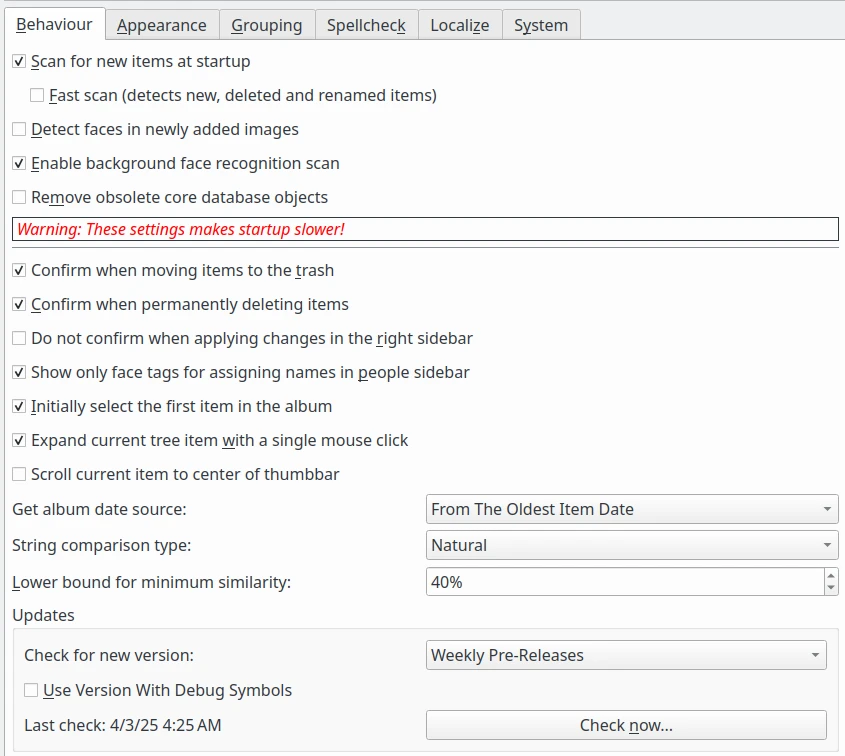 Behaviour Appearance Grouping Spellcheck Localize System
Scan for new items at startup
Fast scan (detects new, deleted and renamed items)
Detect faces in newly added images
Enable background face recognition scan
Remove obsolete core database objects
Warning: These settings makes startup slower!
Confirm when moving items to the trash
Confirm when permanently deleting items
Do not confirm when applying changes in the right sidebar
Show only face tags for assigning names in people sidebar
Initially select the first item in the album
Expand current tree item with a single mouse click
Scroll current item to center of thumbbar
Get album date source: From The Oldest Item Date
String comparison type: Natural
Lower bound for minimum similarity: 40%
Updates
Check for new version: Weekly Pre-Releases
Use Version With Debug Symbols
Last check: 4/3/25 4:25 AM Check now...